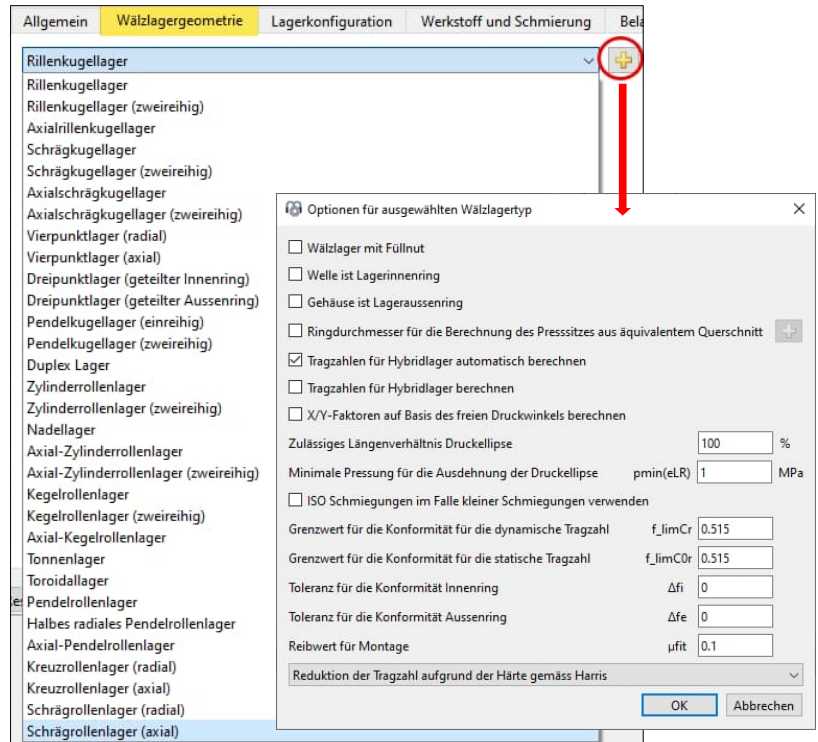 Allgemein Wälzlagergeometrie Lagerkonfiguration Werkstoff und Schmierung
Rillenkugellager
Rillenkugellager
Rillenkugellager (zweireihig)
Axialrillenkugellager
Schrägkugellager
Schrägkugellager (zweireihig)
Axialschrägkugellager
Axialschrägkugellager (zweireihig)
Vierpunktlager (radial)
Vierpunktlager (axial)
Dreipunktlager (geteilter Innenring)
Dreipunktlager (geteilter Aussenring)
Pendelkugellager (einreihig)
Pendelkugellager (zweireihig)
Duplex Lager
Zylinderrollenlager
Zylinderrollenlager (zweireihig)
Nadellager
Axial-Zylinderrollenlager
Axial-Zylinderrollenlager (zweireihig)
Kegelrollenlager
Kegelrollenlager (zweireihig)
Axial-Kegelrollenlager
Tonnenlager
Toroidallager
Pendelrollenlager
Halbes radiales Pendelrollenlager
Axial-Pendelrollenlager
Kreuzrollenlager (radial)
Kreuzrollenlager (axial)
Schrägrollenlager (radial)
Schrägrollenlager (axial)
Optionen für ausgewählten Wälzlagertyp
Wälzlager mit Füllnut
Welle ist Lagerinnenring
Gehäuse ist Lageraussenring
Ringdurchmesser für die Berechnung des Presssitzes aus äquivalentem Querschnitt
Tragzahlen für Hybridlager automatisch berechnen
Tragzahlen für Hybridlager berechnen
X/Y-Faktoren auf Basis des freien Druckwinkels berechnen
Zulässiges Längenverhältnis Druckellipse 100 %
Minimale Pressung für die Ausdehnung der Druckellipse pmin(eLR) 1 MPa
ISO Schmiegungen im Falle kleiner Schmiegungen verwenden
Grenzwert für die Konformität für die dynamische Tragzahl f_limCr 0.515
Grenzwert für die Konformität für die statische Tragzahl f_limC0r 0.515
Toleranz für die Konformität Innenring Δfi 0
Toleranz für die Konformität Aussenring Δfe 0
Reibwert für Montage µfit 0.1
Reduktion der Tragzahl aufgrund der Härte gemäss Harris
OK Abbrechen